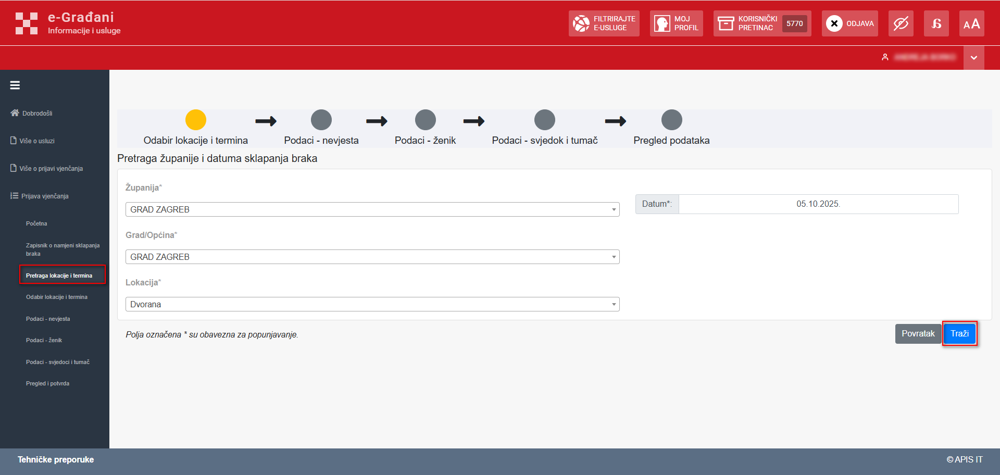 e-Građani
Informacije i usluge
FILTRIRAJTE
E-USLUGE
MOJ
PROFIL
KORISNIČKI
PRETINAC
5770
ODJAVA
AA
Dobrodošli
Više o usluzi
Više o prijavi vjenčanja
Prijava vjenčanja
Početna
Zapisnik o namjeni sklapanja
braka
Pretraga lokacije i termina
Odabir lokacije i termina
Podaci - nevjesta
Podaci - ženik
Podaci - svjedoci i tumač
Pregled i potvrda
Odabir lokacije i termina
Podaci - nevjesta
Podaci - ženik
Podaci - svjedok i tumač
Pregled podataka
Pretraga županije i datuma sklapanja braka
Županija*
GRAD ZAGREB
Datum*:
05.10.2025.
Grad/Općina*
GRAD ZAGREB
Lokacija*
Dvorana
Polja označena * su obavezna za popunjavanje.
Povratak
Traži
Tehničke preporuke
© APIS IT